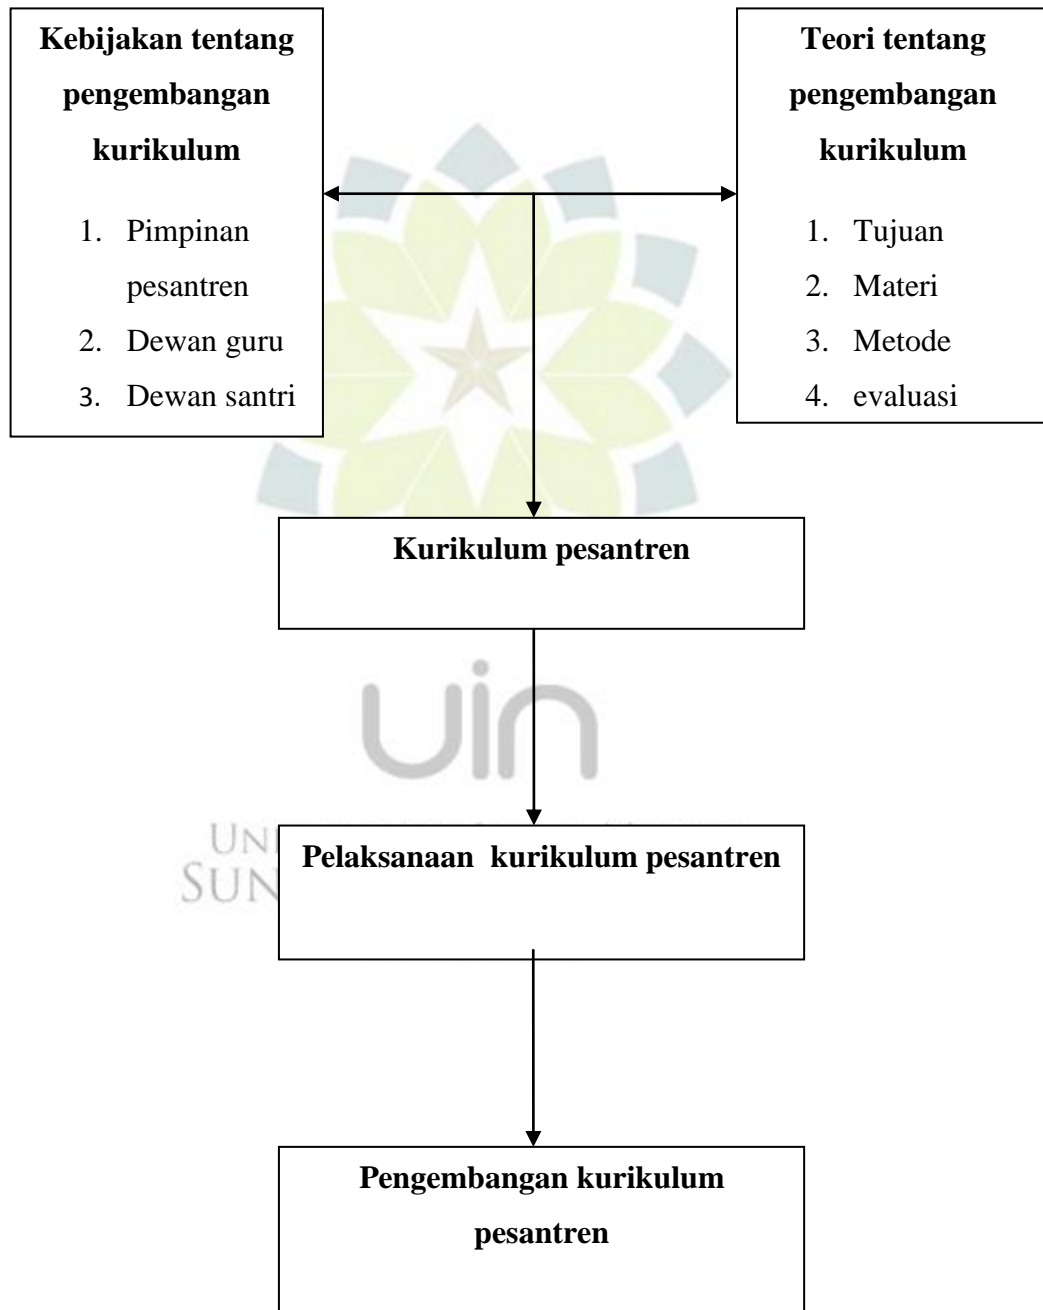 Kebijakan tentang
pengembangan
kurikulum
1. Pimpinan
pesantren
2. Dewan guru
3. Dewan santri
Teori tentang
pengembangan
kurikulum
1. Tujuan
2. Materi
3. Metode
4. evaluasi
Kurikulum pesantren
uin
UNI
SUN
Pelaksanaan kurikulum pesantren
Pengembangan kurikulum
pesantren